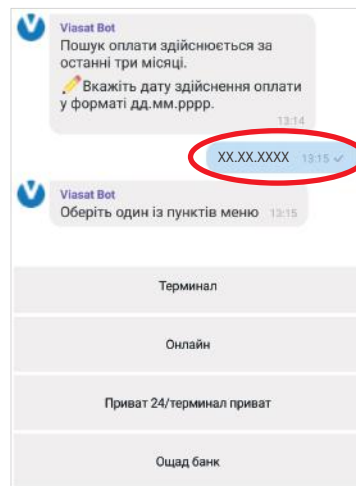 Viasat Bot
Пошук оплати здійснюється за
останні три місяці.
Вкажіть дату здійснення оплати
у форматі дд.мм.рррр.
13:14
XX.XX.XXXX 13:15
Viasat Bot
Оберіть один із пунктів меню 13:15
Терминал
Онлайн
Приват 24/терминал приват
Ощад банк